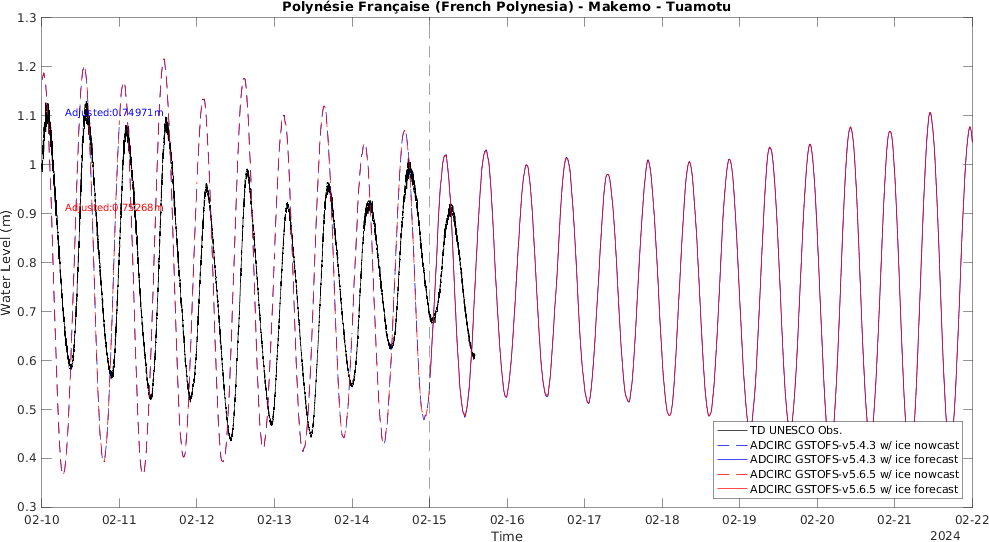 Polynésie Française (French Polynesia) - Makemo - Tuamotu
1.3
1.2
1.1
1
0.9
0.8
0.7
0.6
0.5
0.4
0.3
Water Level (m)
Adjusted:0.74971m
Adjusted:0.75268m
TD UNESCO Obs.
ADCIRC GSTOFS-v5.4.3 w/ ice nowcast
ADCIRC GSTOFS-v5.4.3 w/ ice forecast
ADCIRC GSTOFS-v5.6.5 w/ ice nowcast
ADCIRC GSTOFS-v5.6.5 w/ ice forecast
02-10 02-11 02-12 02-13 02-14 02-15 02-16 02-17 02-18 02-19 02-20 02-21 02-22
Time
2024